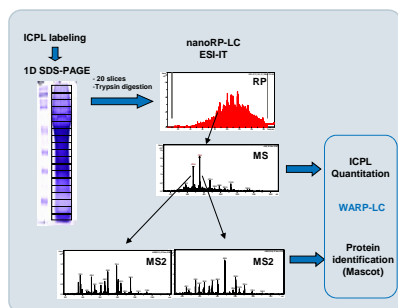 ICPL labeling
1D SDS-PAGE
- 20 slices
-Trypsin digestion
nanoRP-LC
ESI-IT
RP
MS
MS2
MS2
ICPL
Quantitation
WARP-LC
Protein
identification
(Mascot)